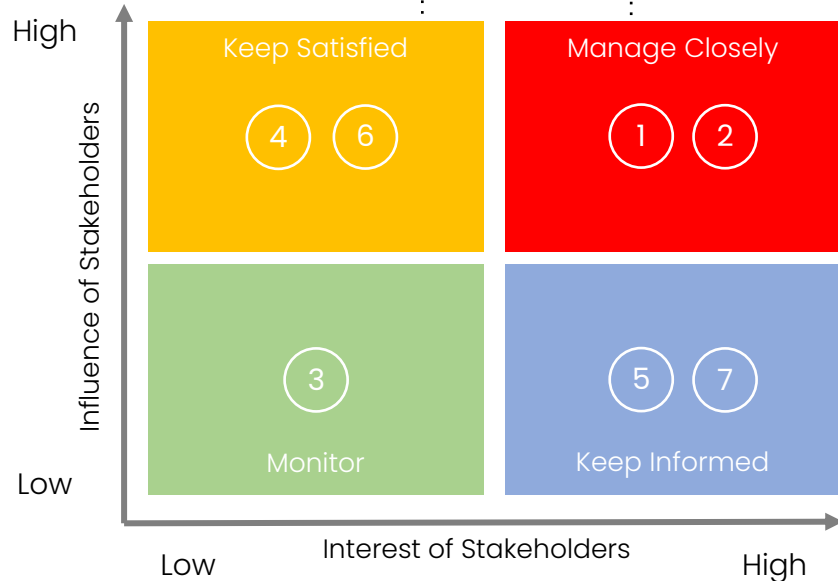 High
Keep Satisfied
Manage Closely
4 6
1 2
Influence of Stakeholders
3
5 7
Monitor
Keep Informed
Low
Interest of Stakeholders
Low
High